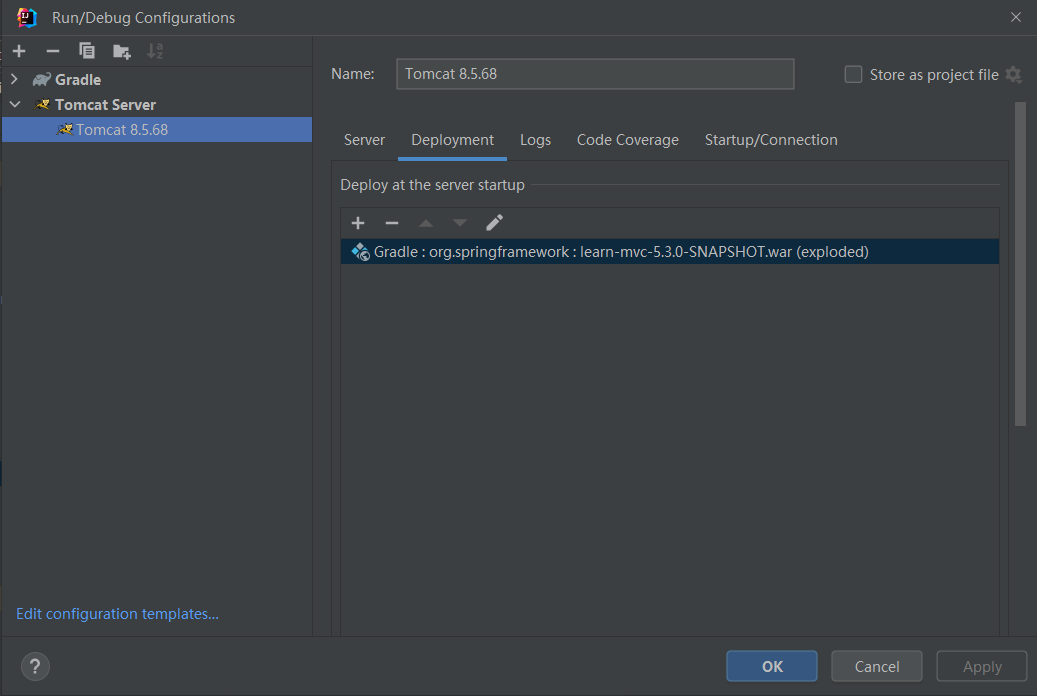 Run/Debug Configurations
Name:
Tomcat 8.5.68
Store as project file
Gradle
Tomcat Server
Tomcat 8.5.68
Server
Deployment
Logs
Code Coverage
Startup/Connection
Deploy at the server startup
Gradle : org.springframework : learn-mvc-5.3.0-SNAPSHOT.war (exploded)
Edit configuration templates...
?
OK
Cancel
Apply